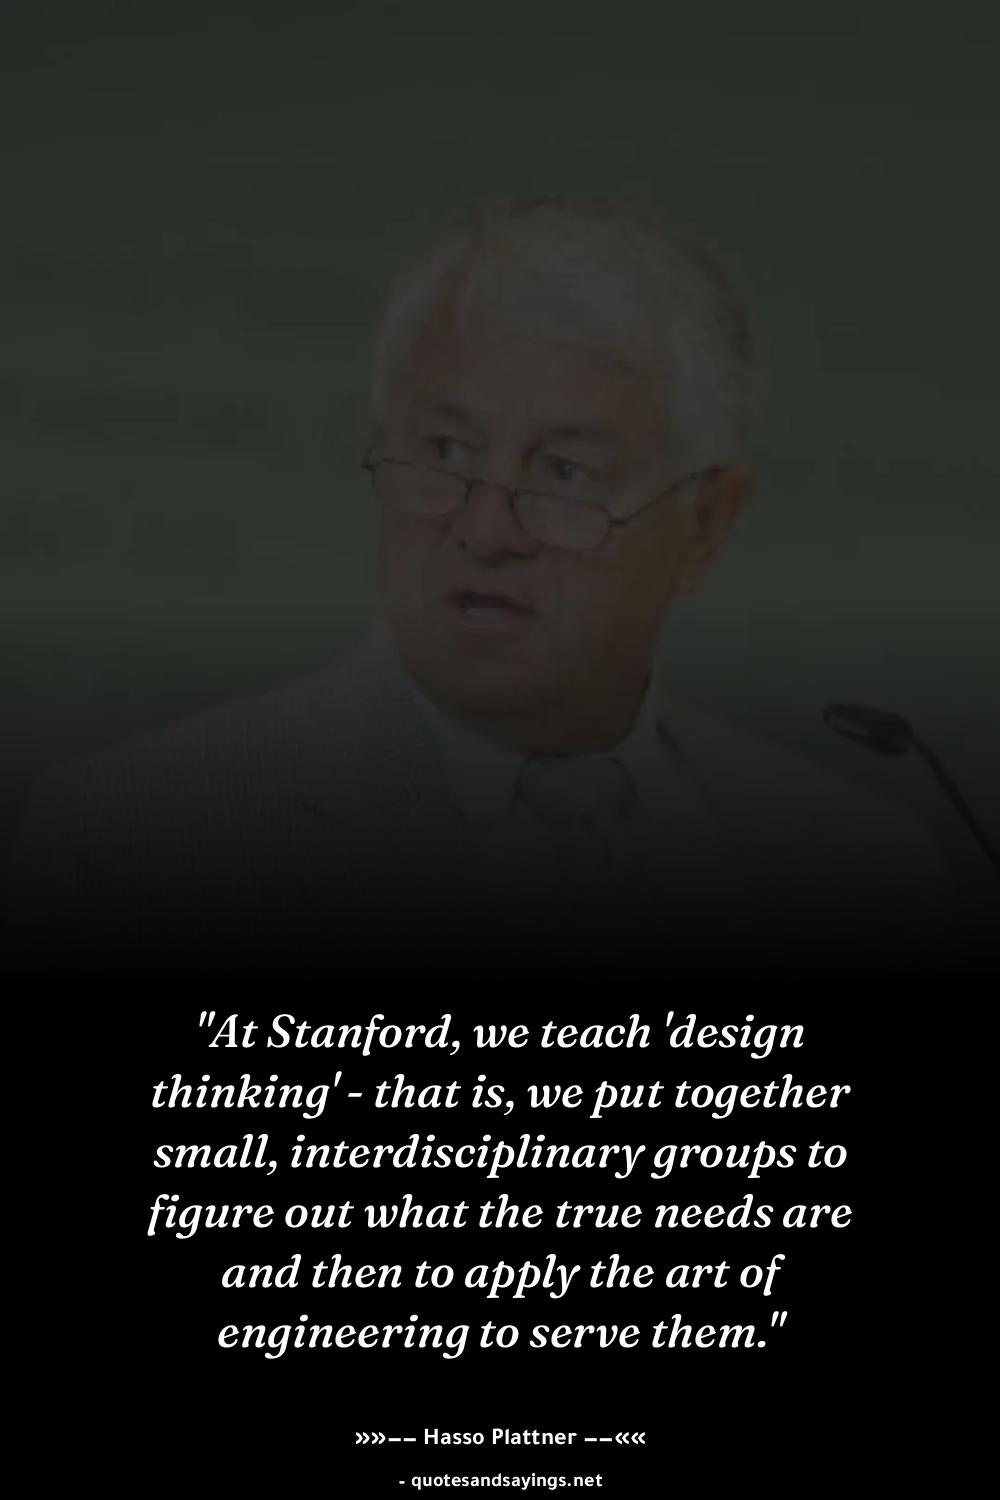 "At Stanford, we teach 'design
thinking' - that is, we put together
small, interdisciplinary groups to
figure out what the true needs are
and then to apply the art of
engineering to serve them."
»»–– Hasso Plattner ––««
- quotesandsayings.net